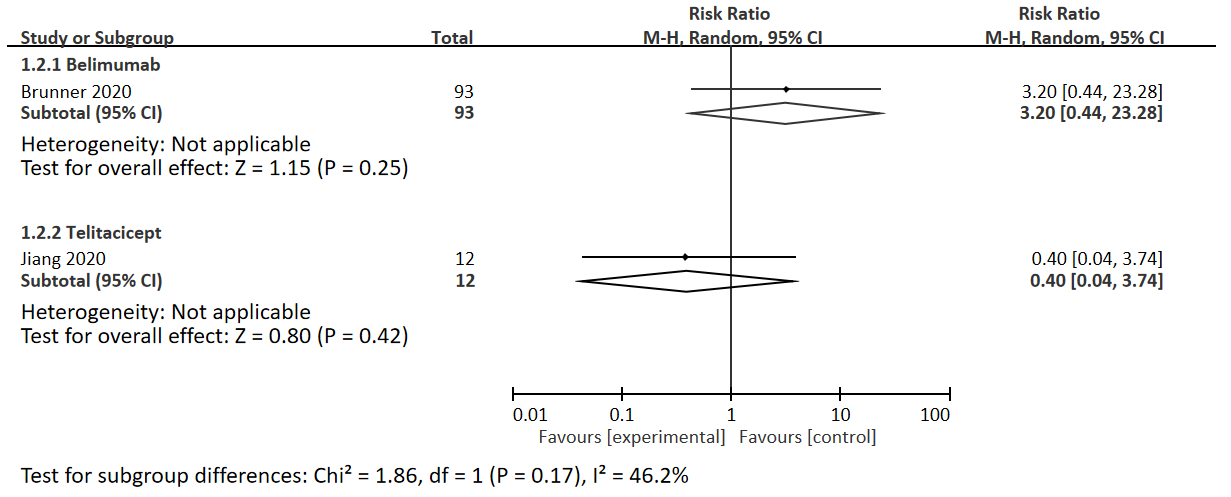 Risk Ratio Risk Ratio
Study or Subgroup Total M-H, Random, 95% CI M-H, Random, 95% CI
1.2.1 Belimumab
Brunner 2020 93 3.20 [0.44, 23.28]
Subtotal (95% CI) 93 3.20 [0.44, 23.28]
Heterogeneity: Not applicable
Test for overall effect: Z = 1.15 (P = 0.25)
1.2.2 Telitacicept
Jiang 2020 12 0.40 [0.04, 3.74]
Subtotal (95% CI) 12 0.40 [0.04, 3.74]
Heterogeneity: Not applicable
Test for overall effect: Z = 0.80 (P = 0.42)
0.01 0.1 1 10 100
Favours [experimental] Favours [control]
Test for subgroup differences: Chi² = 1.86, df = 1 (P = 0.17), I² = 46.2%